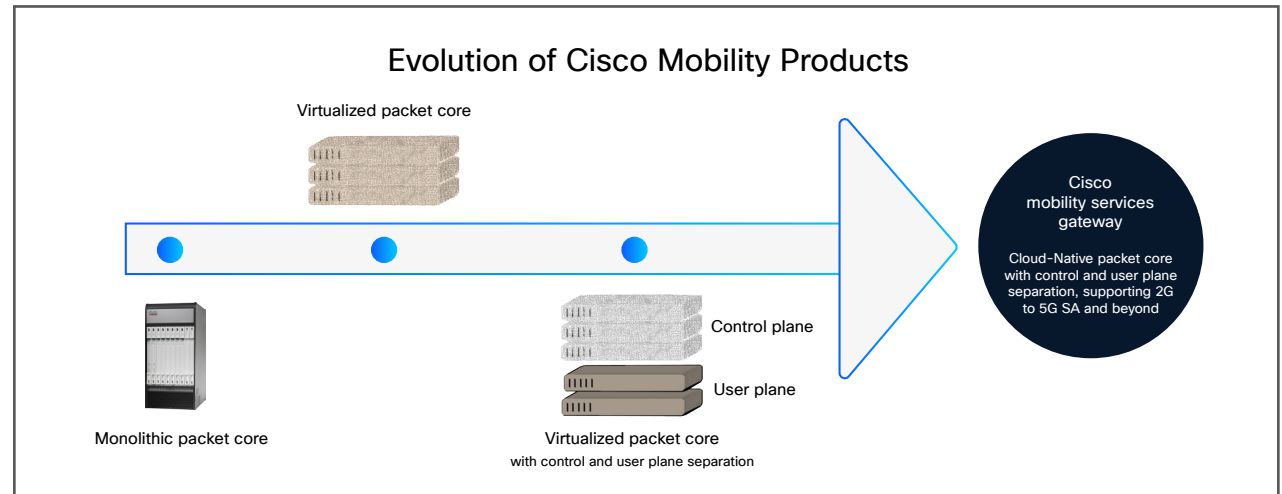 Evolution of Cisco Mobility Products
Virtualized packet core
Monolithic packet core
Control plane
User plane
Virtualized packet core
with control and user plane separation
Cisco
mobility services
gateway
Cloud-Native packet core
with control and user plane
separation, supporting 2G
to 5G SA and beyond